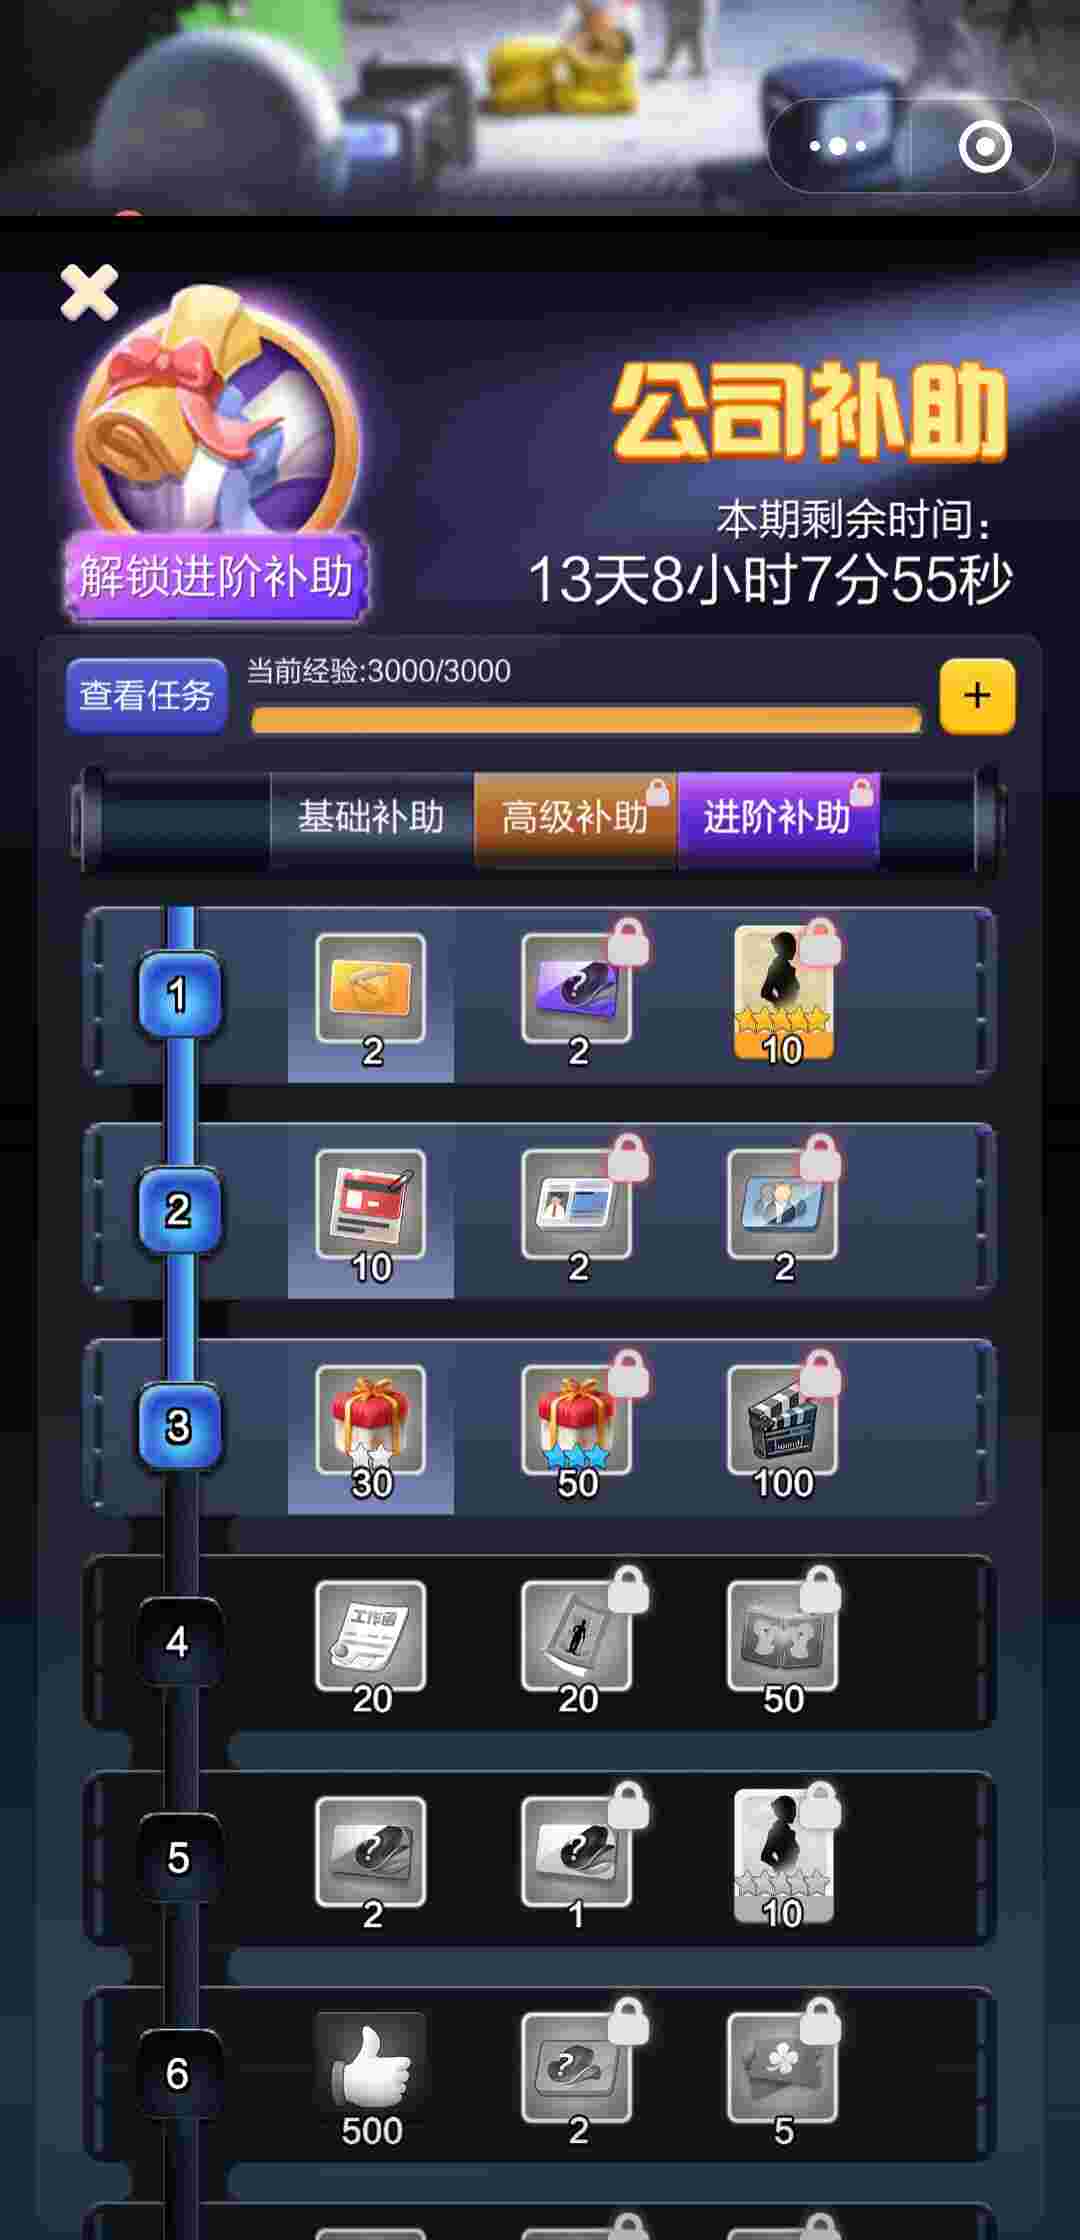 公司补助
本期剩余时间：
解锁进阶补助
13天8小时7分55秒
查看任务
当前经验:3000/3000
+
基础补助 高级补助 进阶补助
1
2 ? 2 10
2
10 2 2
3
30 50 100
4
工作
20 20 50
5
? 2 ? 1 10
6
500 ? 2 5